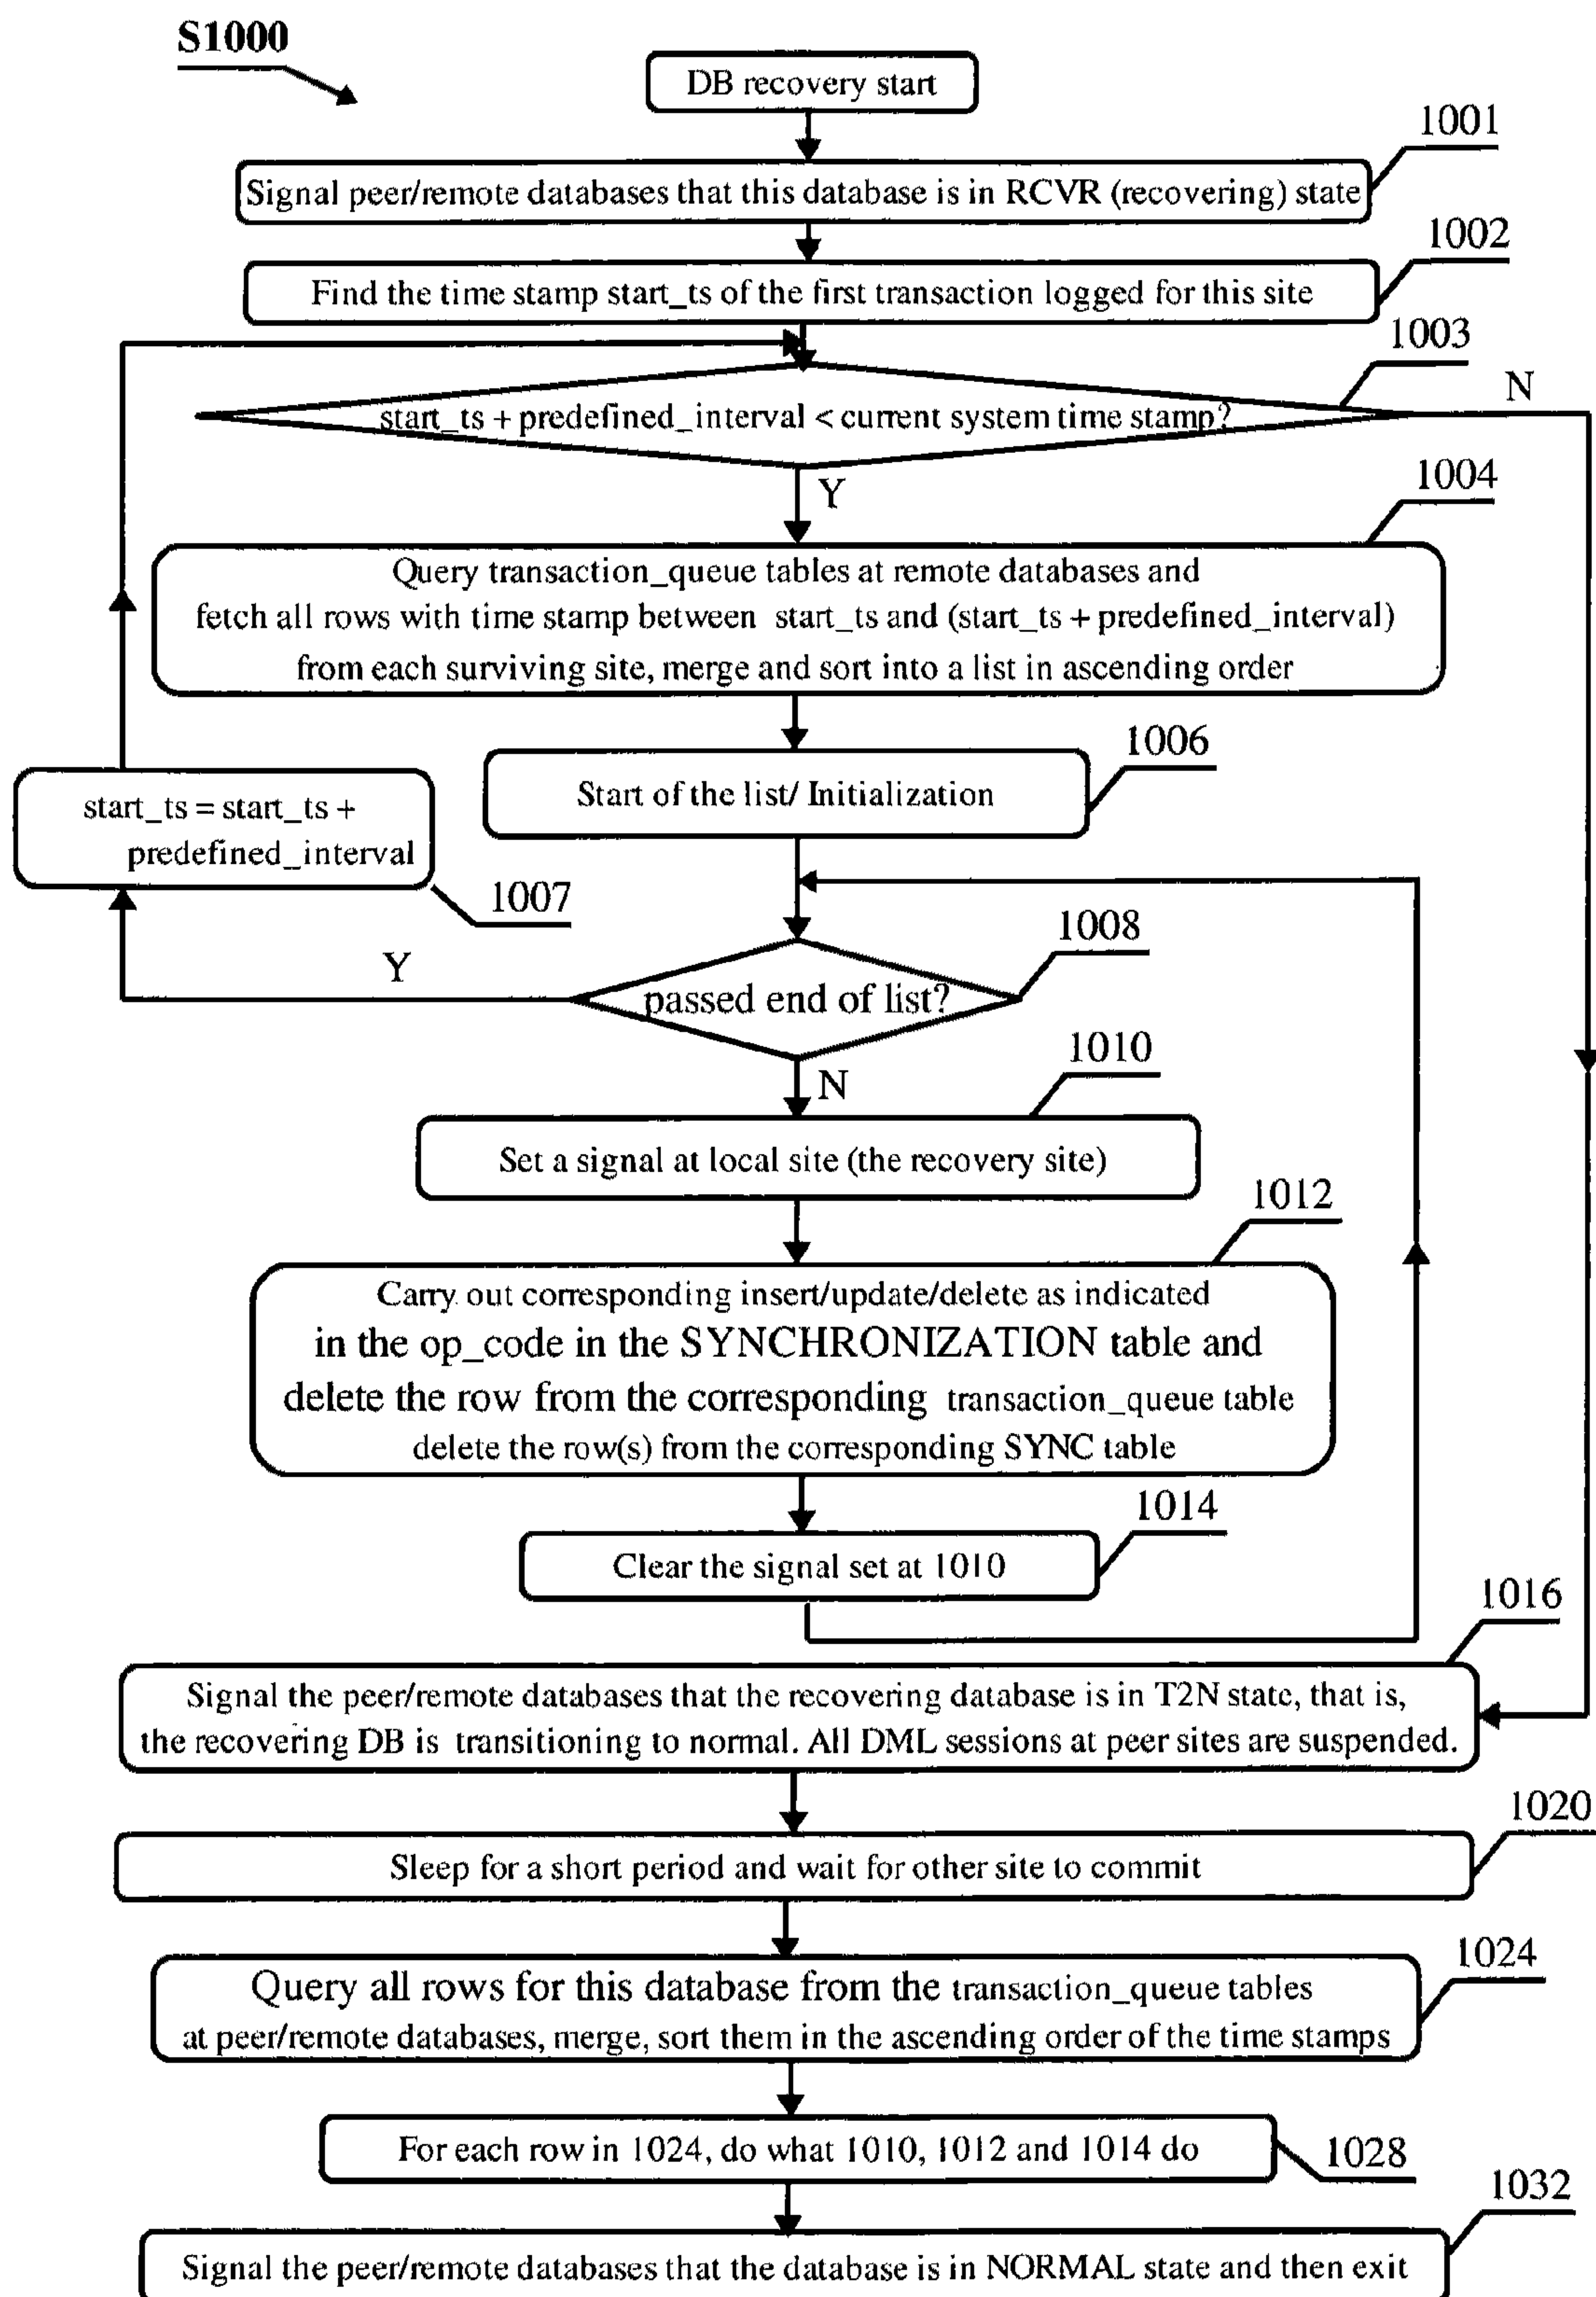 S1000
DB recovery start
1001
Signal peer/remote databases that this database is in RCVR (recovering) state
1002
Find the time stamp start_ts of the first transaction logged for this site
1003
N
start_ts + predefined_interval < current system time stamp?
Y
1004
Query transaction_queue tables at remote databases and
fetch all rows with time stamp between start_ts and (start_ts + predefined_interval)
from each surviving site, merge and sort into a list in ascending order
1006
Start of the list/ Initialization
start_ts = start_ts +
predefined_interval
1007
1008
Y
passed end of list?
1010
N
Set a signal at local site (the recovery site)
1012
Carry out corresponding insert/update/delete as indicated
in the op_code in the SYNCHRONIZATION table and
delete the row from the corresponding transaction_queue table
delete the row(s) from the corresponding SYNC table
1014
Clear the signal set at 1010
1016
Signal the peer/remote databases that the recovering database is in T2N state, that is,
the recovering DB is transitioning to normal. All DML sessions at peer sites are suspended.
1020
Sleep for a short period and wait for other site to commit
1024
Query all rows for this database from the transaction_queue tables
at peer/remote databases, merge, sort them in the ascending order of the time stamps
For each row in 1024, do what 1010, 1012 and 1014 do
1028
1032
Signal the peer/remote databases that the database is in NORMAL state and then exit